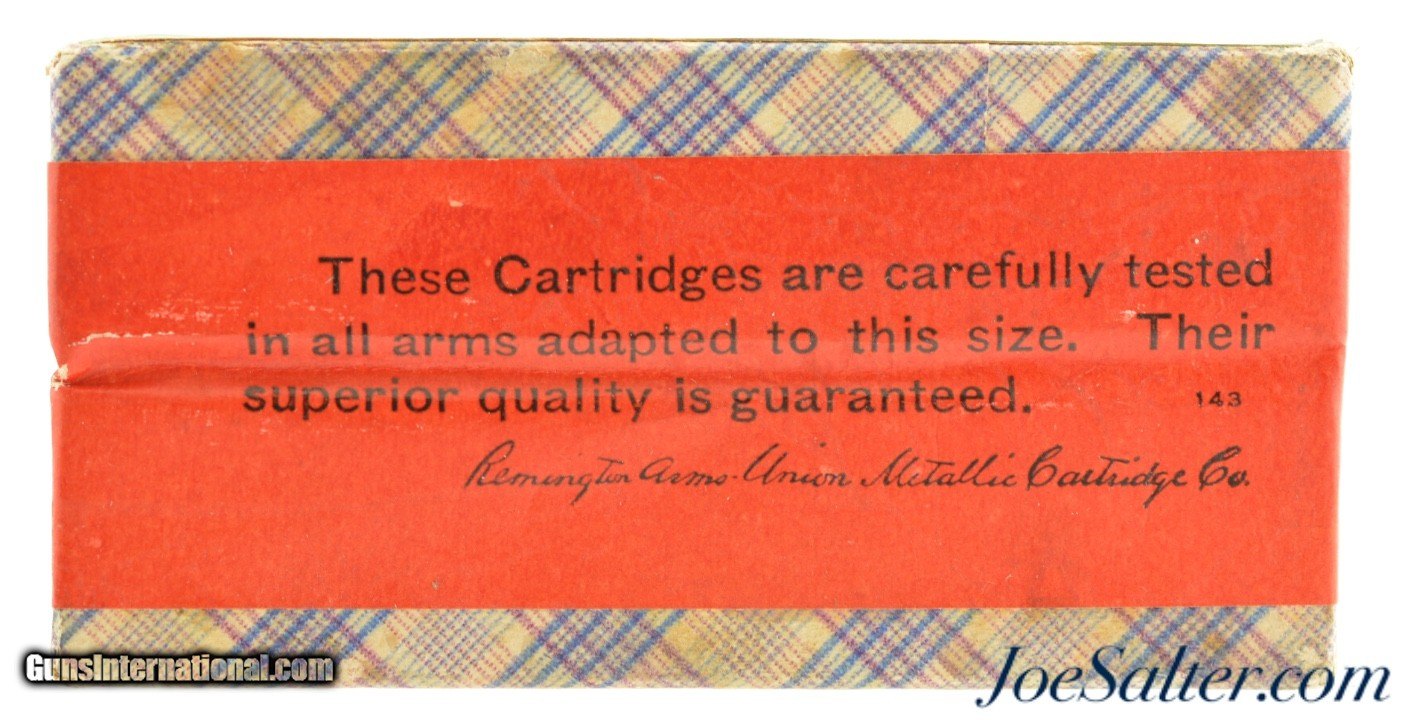 These Cartridges are carefully tested
in all arms adapted to this size. Their
superior quality is guaranteed. 143
Remington Arms-Union Metallic Cartridge Co.
GunsInternational.com
JoeSalter.com